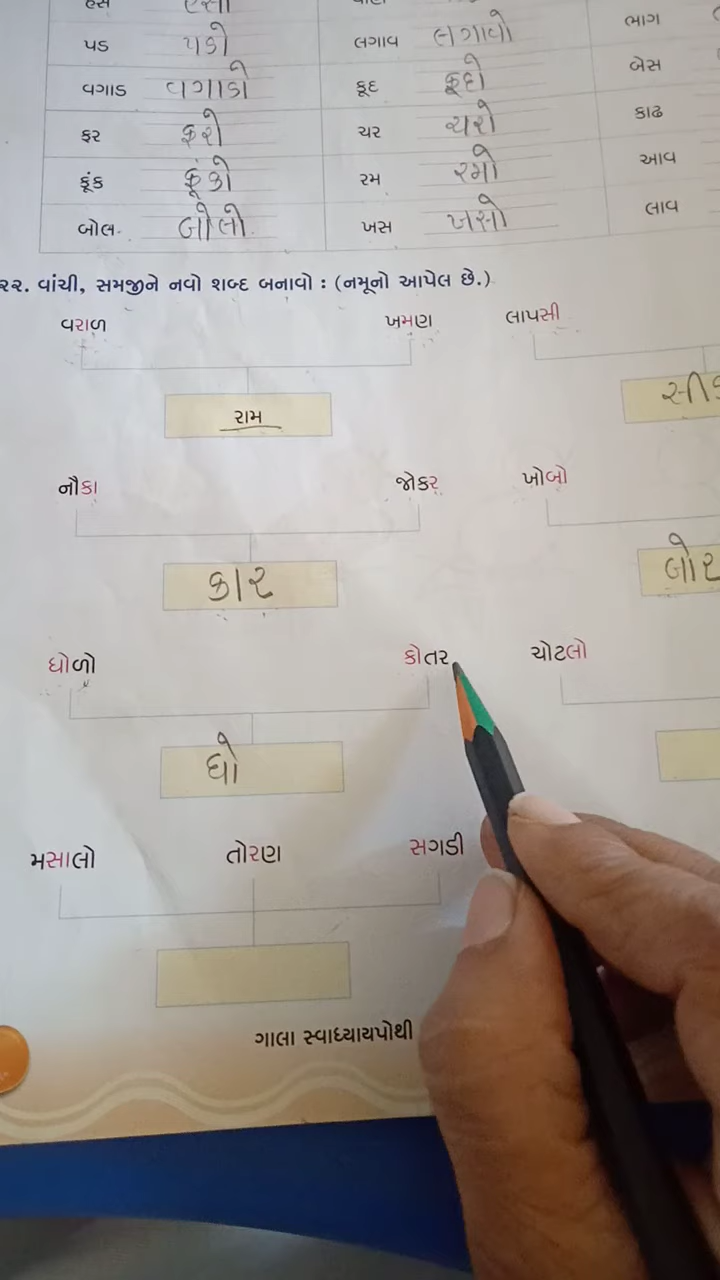 પડ પડો લગાવ લગાવો ભાગ
વગાડ વગાડો કૂદ કૂદો બેસ
ફર ફરો ચર ચરો કાઢ
ફૂંક ફૂંકો રમ રમો આવ
બોલ બોલો ખસ ખસો લાવ
૨૨. વાંચી, સમજીને નવો શબ્દ બનાવો : (નમૂનો આપેલ છે.)
વરાળ ખમણ લાપસી
રામ
નૌકા જોકર ખોબો
કાર બોર
ધોળો કોતર ચોટલો
ધો
મસાલો તોરણ સગડી
ગાલા સ્વાધ્યાયપોથી